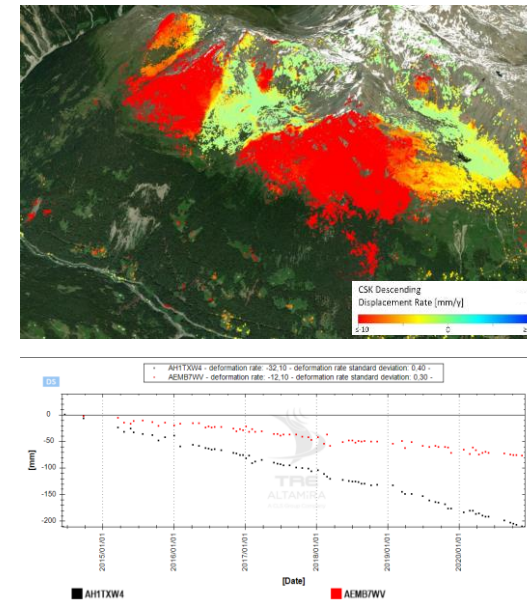 CSK Descending
Displacement Rate [mm/y]
≤-10 0
AH1TXW4 - deformation rate: -32,10 - deformation rate standard deviation: 0,40 -
AEMB7WV - deformation rate: -12,10 - deformation rate standard deviation: 0,30 -
DS
0
-50
-100
-150
-200
[mm]
TRE
ALTAMIRA
2015/01/01
2016/01/01
2017/01/01
2018/01/01
2019/01/01
2020/01/01
[Date]
AH1TXW4
AEMB7WV